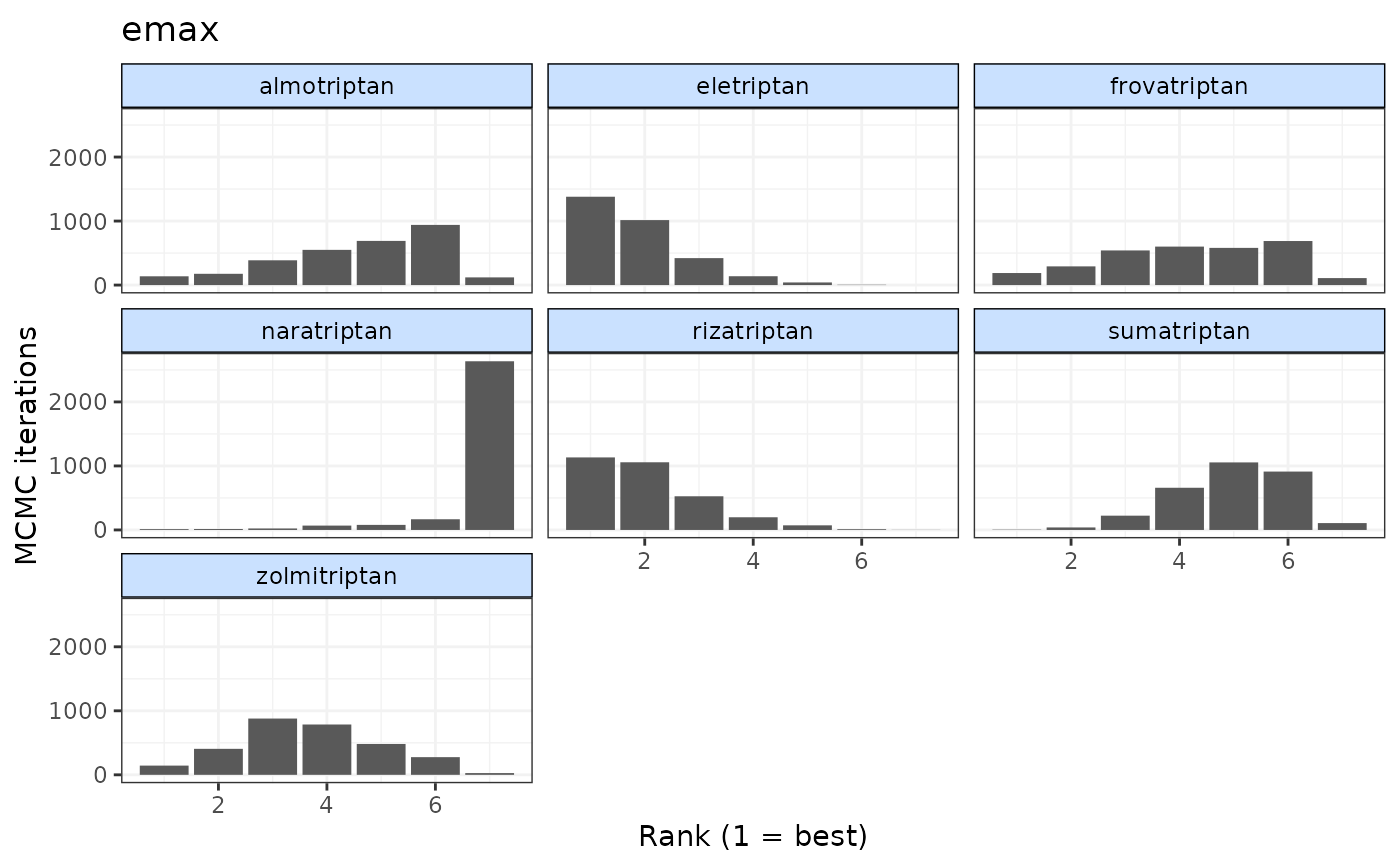 emax
almotriptan
eletriptan
frovatriptan
2000
1000
0
naratriptan
rizatriptan
sumatriptan
2000
1000
0
2 4 6
2 4 6
zolmitriptan
2000
1000
0
2 4 6
MCMC iterations
Rank (1 = best)